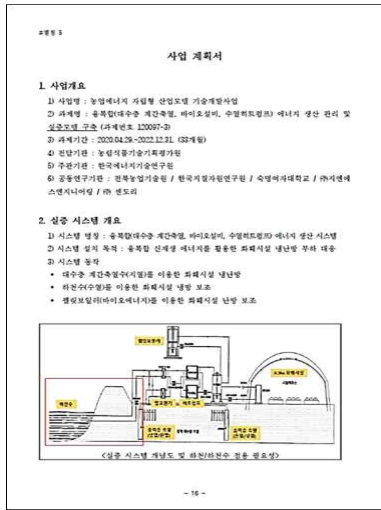 사업 계획서
1. 사업개요
1) 사업명 : 농업에너지 자립형 산업모델 기술개발사업
2) 과제명 : 융복합(대수층 계간축열, 바이오설비, 수열히트펌프) 에너지 생산 관리 및
실증모델 구축 (과제번호 120097-3)
3) 과제기간 : 2020.04.29.~2022.12.31. (33개월)
4) 전담기관 : 농림식품기술기획평가원
5) 주관기관 : 한국에너지기술연구원
6) 공동연구기관 : 전북농업기술원 / 한국지질자원연구원 / 숙명여자대학교 / ㈜지앤에
스엔지니어링 / ㈜ 센도리
2. 실증 시스템 개요
1) 시스템 명칭 : 융복합(대수층 계간축열, 바이오설비, 수열히트펌프) 에너지 생산 시스템
2) 시스템 설치 목적 : 융복합 신재생 에너지를 활용한 화훼시설 냉난방 부하 대응
3) 시스템 동작
• 대수층 계간축열수(지열)를 이용한 화훼시설 냉난방
• 하천수(수열)를 이용한 화훼시설 냉방 보조
• 펠릿보일러(바이오에너지)를 이용한 화훼시설 난방 보조
<실증 시스템 개념도 및 하천/하천수 점용 필요성>
- 16 -